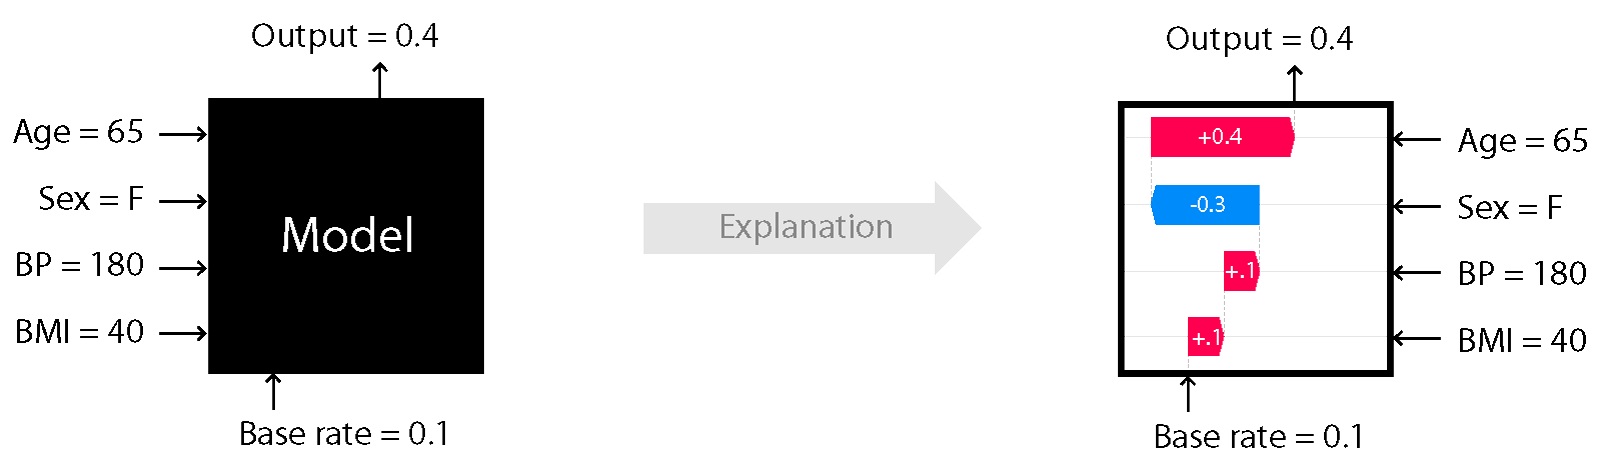 Output = 0.4
Age = 65
Sex = F
BP = 180
BMI = 40
Model
Base rate = 0.1
Explanation
Output = 0.4
+0.4
-0.3
+.1
+.1
Age = 65
Sex = F
BP = 180
BMI = 40
Base rate = 0.1